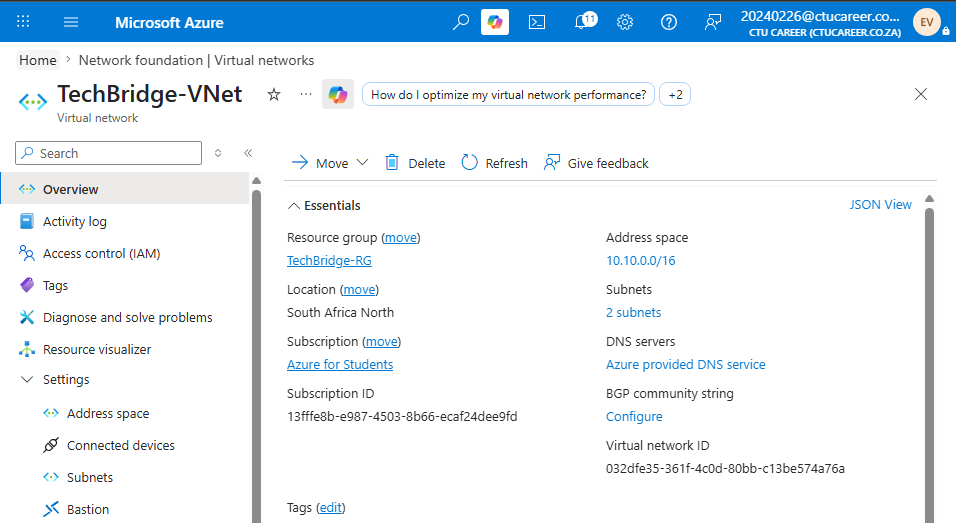 Microsoft Azure
11
20240226@ctucareer.co...
CTU CAREER (CTUCAREER.CO.ZA)
EV
Home > Network foundation | Virtual networks
TechBridge-VNet
Virtual network
How do I optimize my virtual network performance?
+2
Search
Overview
Activity log
Access control (IAM)
Tags
Diagnose and solve problems
Resource visualizer
Settings
Address space
Connected devices
Subnets
Bastion
Move
Delete
Refresh
Give feedback
Essentials
JSON View
Resource group (move)
TechBridge-RG
Location (move)
South Africa North
Subscription (move)
Azure for Students
Subscription ID
13fffe8b-e987-4503-8b66-ecaf24dee9fd
Address space
10.10.0.0/16
Subnets
2 subnets
DNS servers
Azure provided DNS service
BGP community string
Configure
Virtual network ID
032dfe35-361f-4c0d-80bb-c13be574a76a
Tags (edit)